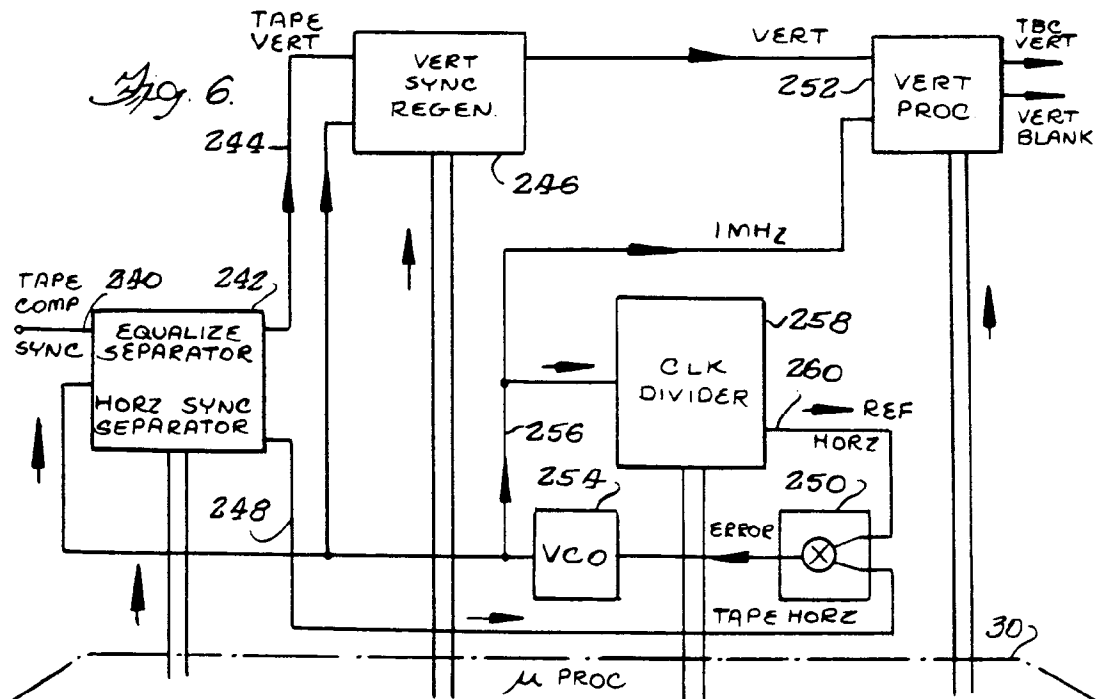 Fig. 6.
TAPE
VERT
244
VERT
SYNC
REGEN.
246
VERT
252
VERT
PROC
TBC
VERT
VERT
BLANK
1MHZ
TAPE
COMP
SYNC
240
242
EQUALIZE
SEPARATOR
HORZ SYNC
SEPARATOR
248
256
CLK
DIVIDER
258
260
REF
HORZ
254
VCO
ERROR
250
TAPE HORZ
30
μ PROC